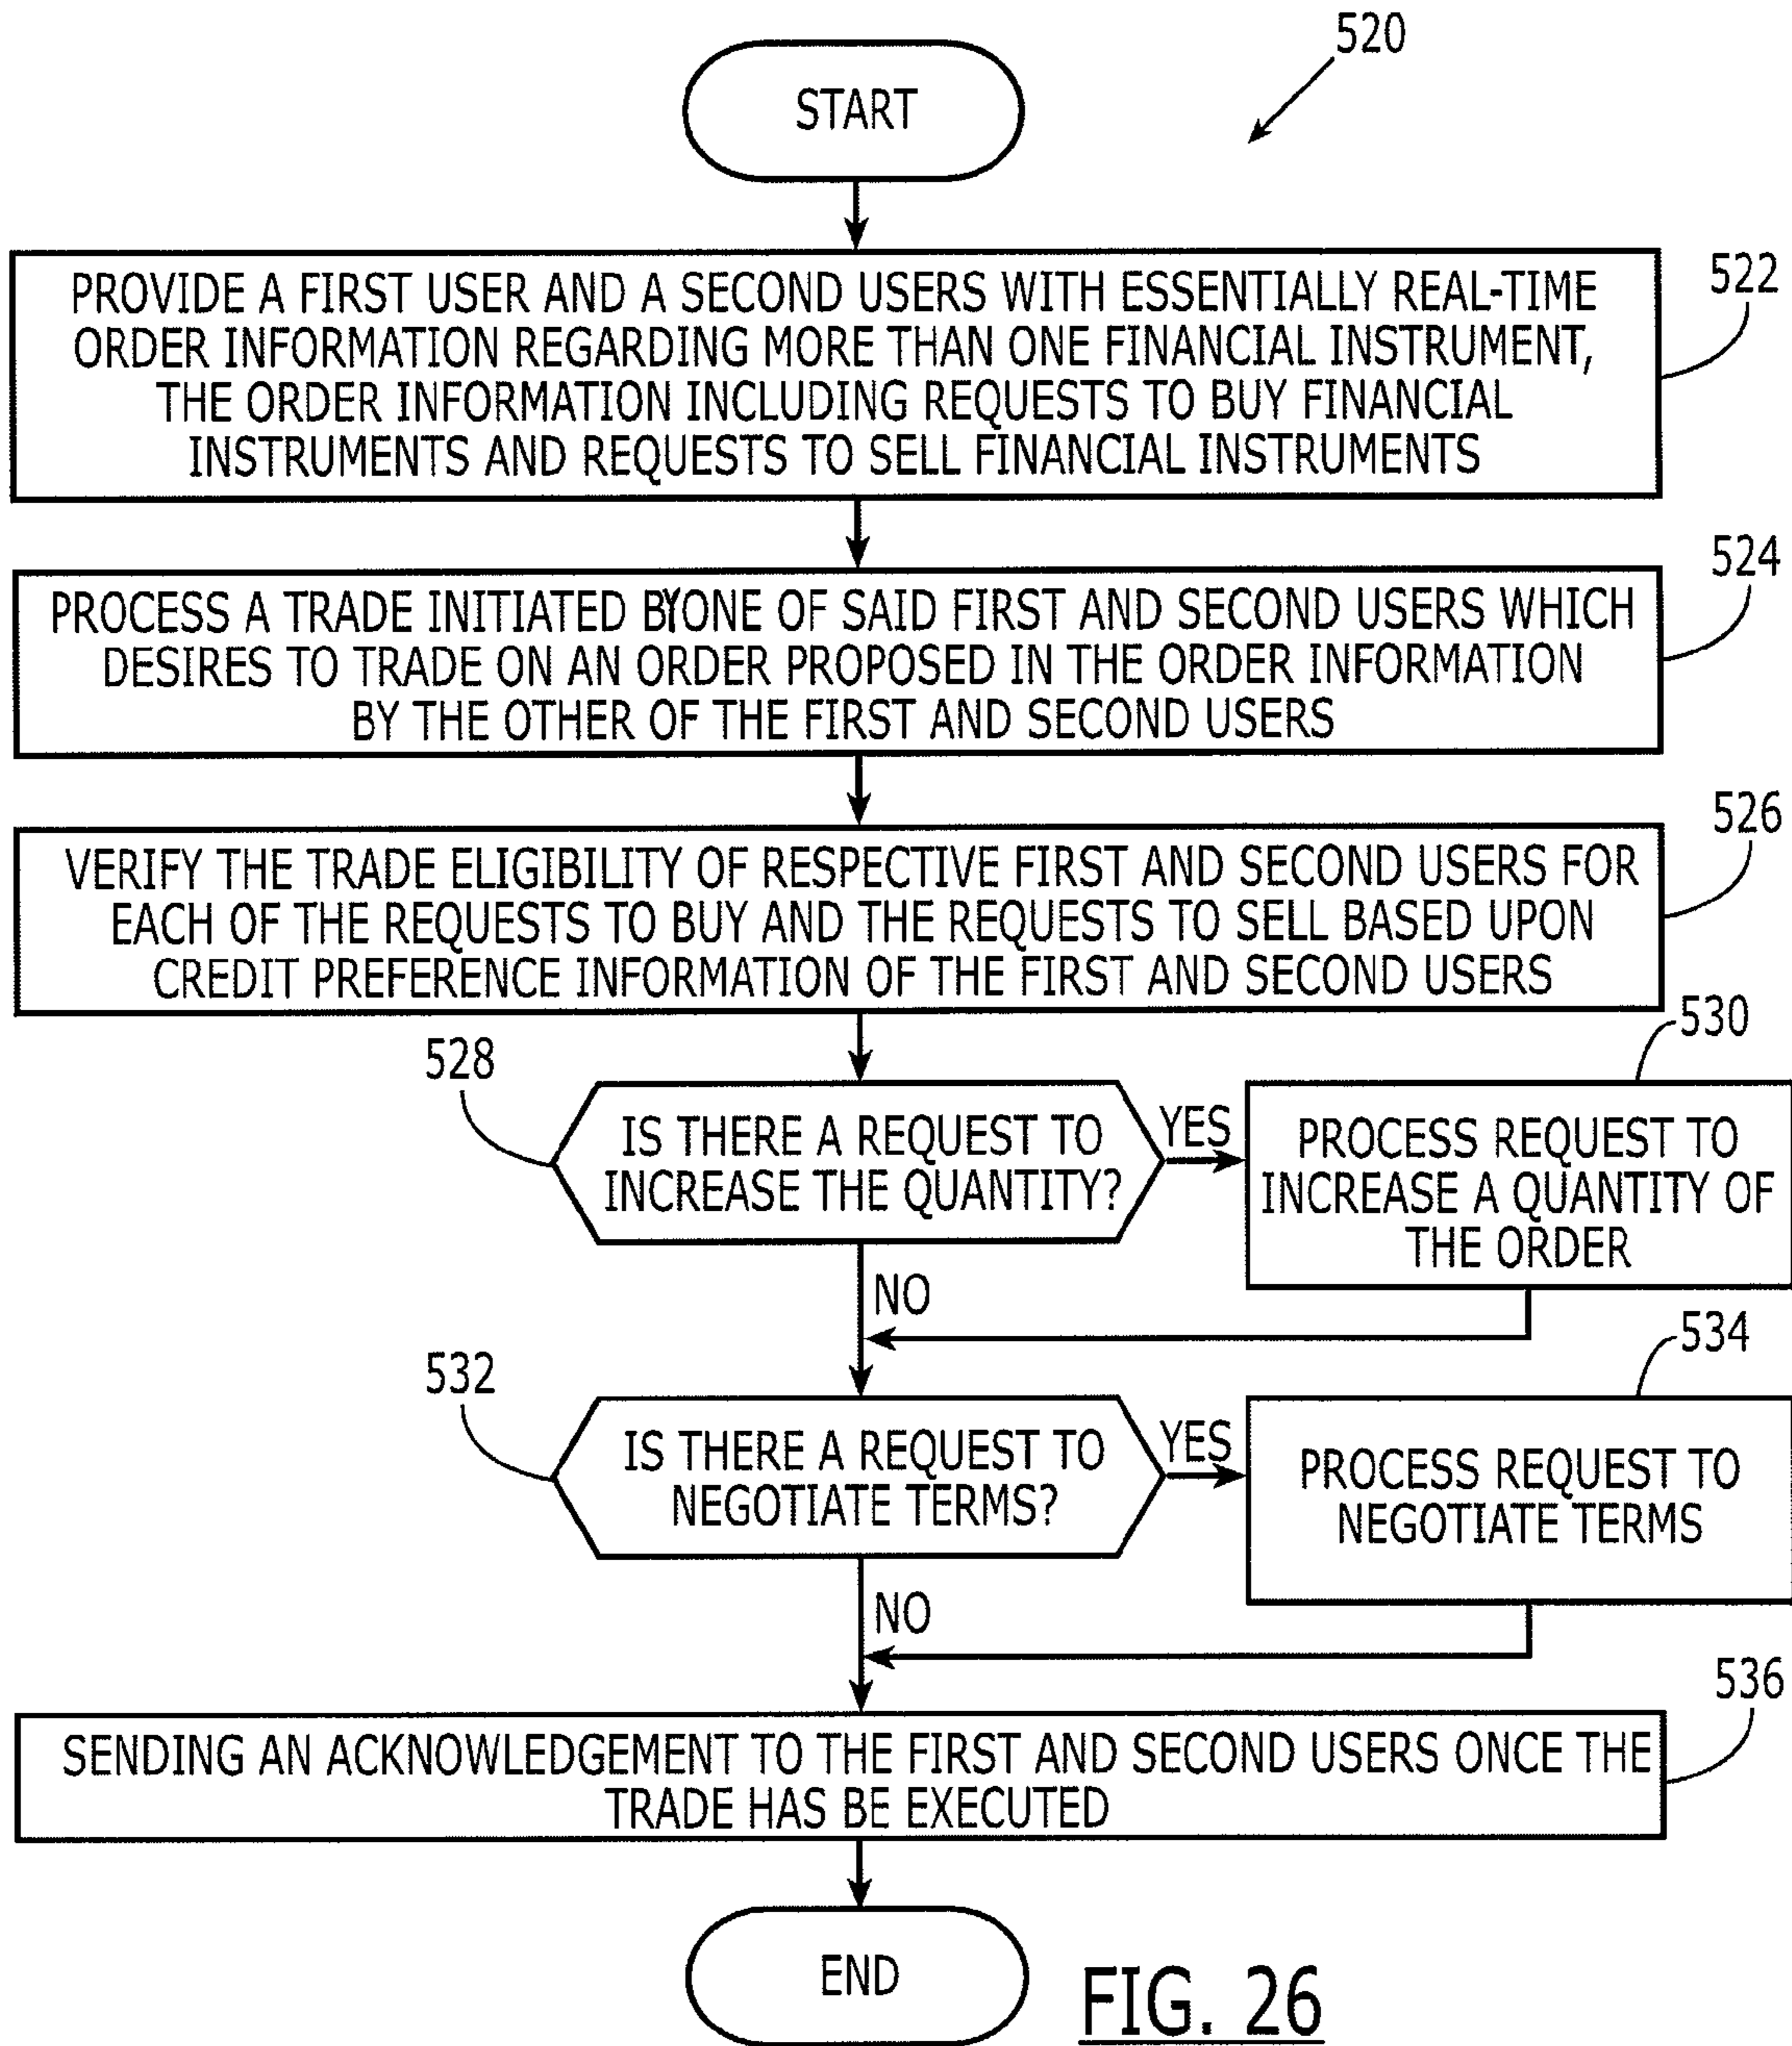 520
START
522
PROVIDE A FIRST USER AND A SECOND USERS WITH ESSENTIALLY REAL-TIME
ORDER INFORMATION REGARDING MORE THAN ONE FINANCIAL INSTRUMENT,
THE ORDER INFORMATION INCLUDING REQUESTS TO BUY FINANCIAL
INSTRUMENTS AND REQUESTS TO SELL FINANCIAL INSTRUMENTS
524
PROCESS A TRADE INITIATED BYONE OF SAID FIRST AND SECOND USERS WHICH
DESIRES TO TRADE ON AN ORDER PROPOSED IN THE ORDER INFORMATION
BY THE OTHER OF THE FIRST AND SECOND USERS
526
VERIFY THE TRADE ELIGIBILITY OF RESPECTIVE FIRST AND SECOND USERS FOR
EACH OF THE REQUESTS TO BUY AND THE REQUESTS TO SELL BASED UPON
CREDIT PREFERENCE INFORMATION OF THE FIRST AND SECOND USERS
528
IS THERE A REQUEST TO
INCREASE THE QUANTITY?
YES
530
PROCESS REQUEST TO
INCREASE A QUANTITY OF
THE ORDER
NO
532
IS THERE A REQUEST TO
NEGOTIATE TERMS?
YES
534
PROCESS REQUEST TO
NEGOTIATE TERMS
NO
536
SENDING AN ACKNOWLEDGEMENT TO THE FIRST AND SECOND USERS ONCE THE
TRADE HAS BE EXECUTED
END
FIG. 26